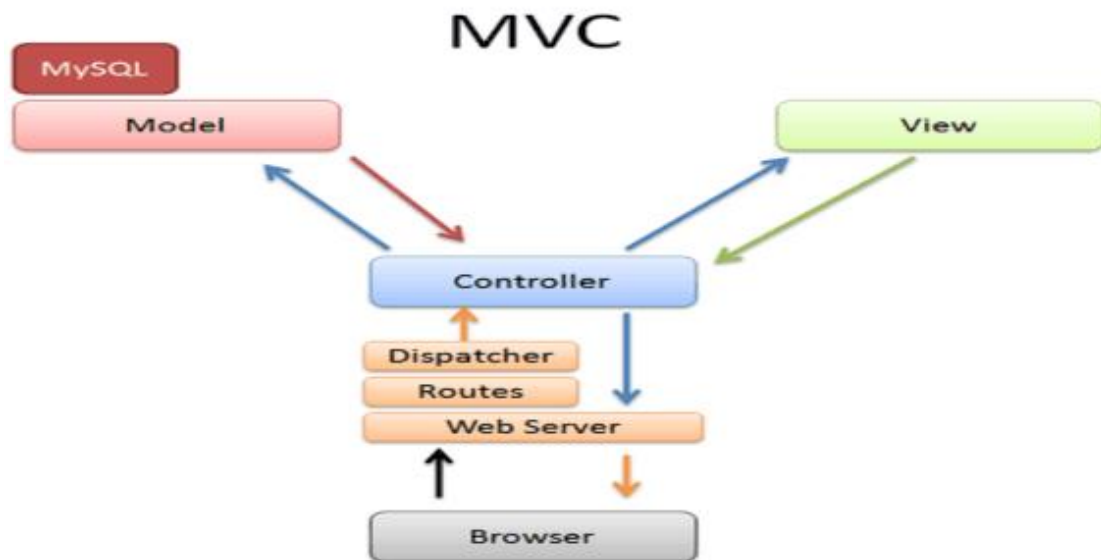 MVC
MySQL
Model
View
Controller
Dispatcher
Routes
Web Server
Browser